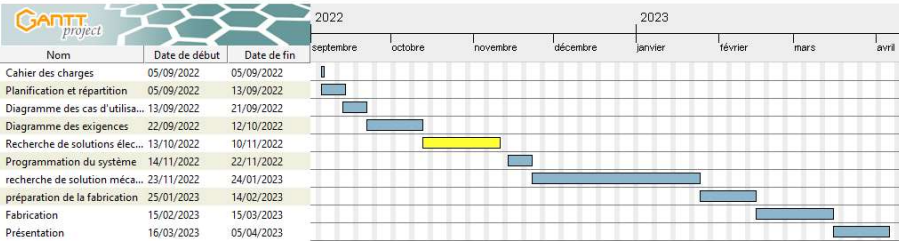 GANTT project
2022 2023
septembre octobre novembre décembre janvier février mars avril
Nom Date de début Date de fin
Cahier des charges 05/09/2022 05/09/2022
Planification et répartition 05/09/2022 13/09/2022
Diagramme des cas d'utilisa... 13/09/2022 21/09/2022
Diagramme des exigences 22/09/2022 12/10/2022
Recherche de solutions élec... 13/10/2022 10/11/2022
Programmation du système 14/11/2022 22/11/2022
recherche de solution méca... 23/11/2022 24/01/2023
préparation de la fabrication 25/01/2023 14/02/2023
Fabrication 15/02/2023 15/03/2023
Présentation 16/03/2023 05/04/2023